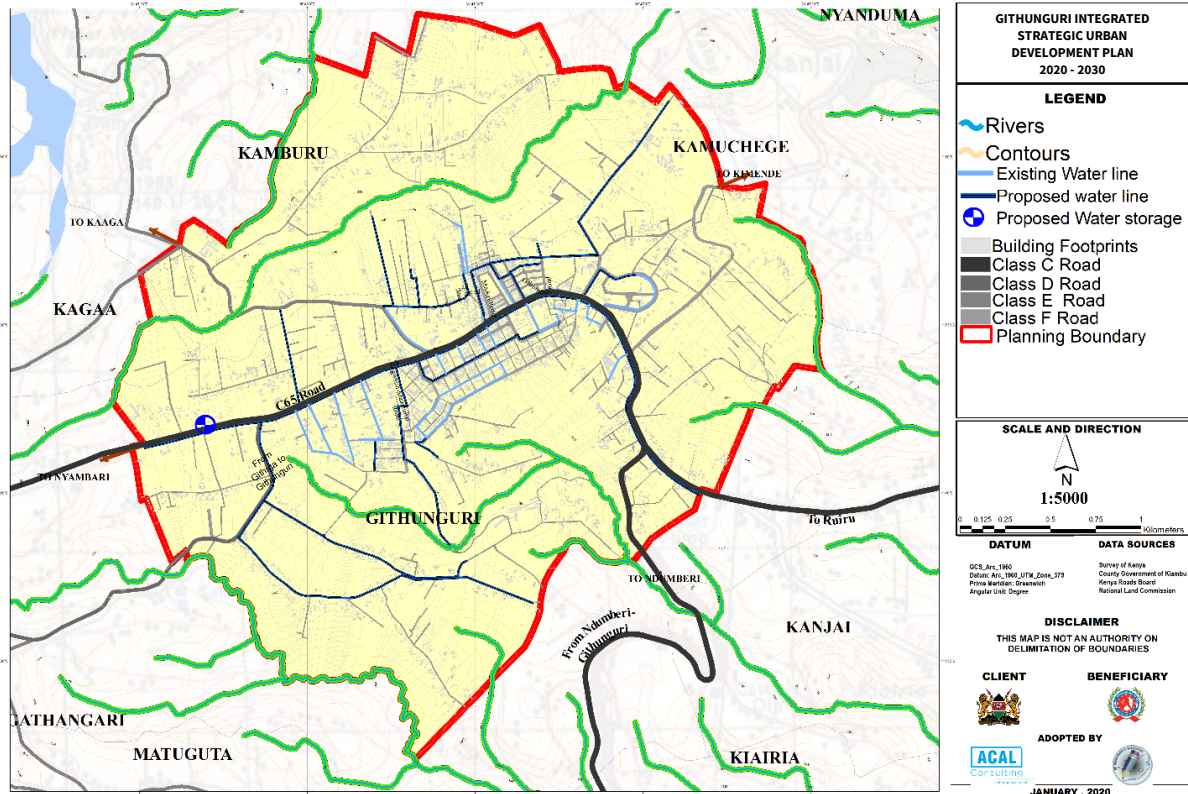 NYANDUMA
KAMBURU
KAMUCHEGE
TO KIMENDE
TO KAAGA
KAGAA
C65 Road
From
Githiga to
Githunguri
TO NYAMBARI
GITHUNGURI
To Ruiru
TO NDUMBERI
From Ndumberi-
Githunguri
KANJAI
GATHANGARI
MATUGUTA
KIAIRIA
GITHUNGURI INTEGRATED
STRATEGIC URBAN
DEVELOPMENT PLAN
2020 - 2030
LEGEND
Rivers
Contours
Existing Water line
Proposed water line
Proposed Water storage
Building Footprints
Class C Road
Class D Road
Class E Road
Class F Road
Planning Boundary
SCALE AND DIRECTION
N
1:5000
0 0.125 0.25 0.5 0.75 1
Kilometers
DATUM
GCS_Arc_1960
Datum: Arc_1960_UTM_Zone_37S
Prime Meridian: Greenwich
Angular Unit: Degree
DATA SOURCES
Survey of Kenya
County Government of Kiambu
Kenya Roads Board
National Land Commission
DISCLAIMER
THIS MAP IS NOT AN AUTHORITY ON
DELIMITATION OF BOUNDARIES
CLIENT
BENEFICIARY
ADOPTED BY
ACAL
Consulting
JANUARY , 2020